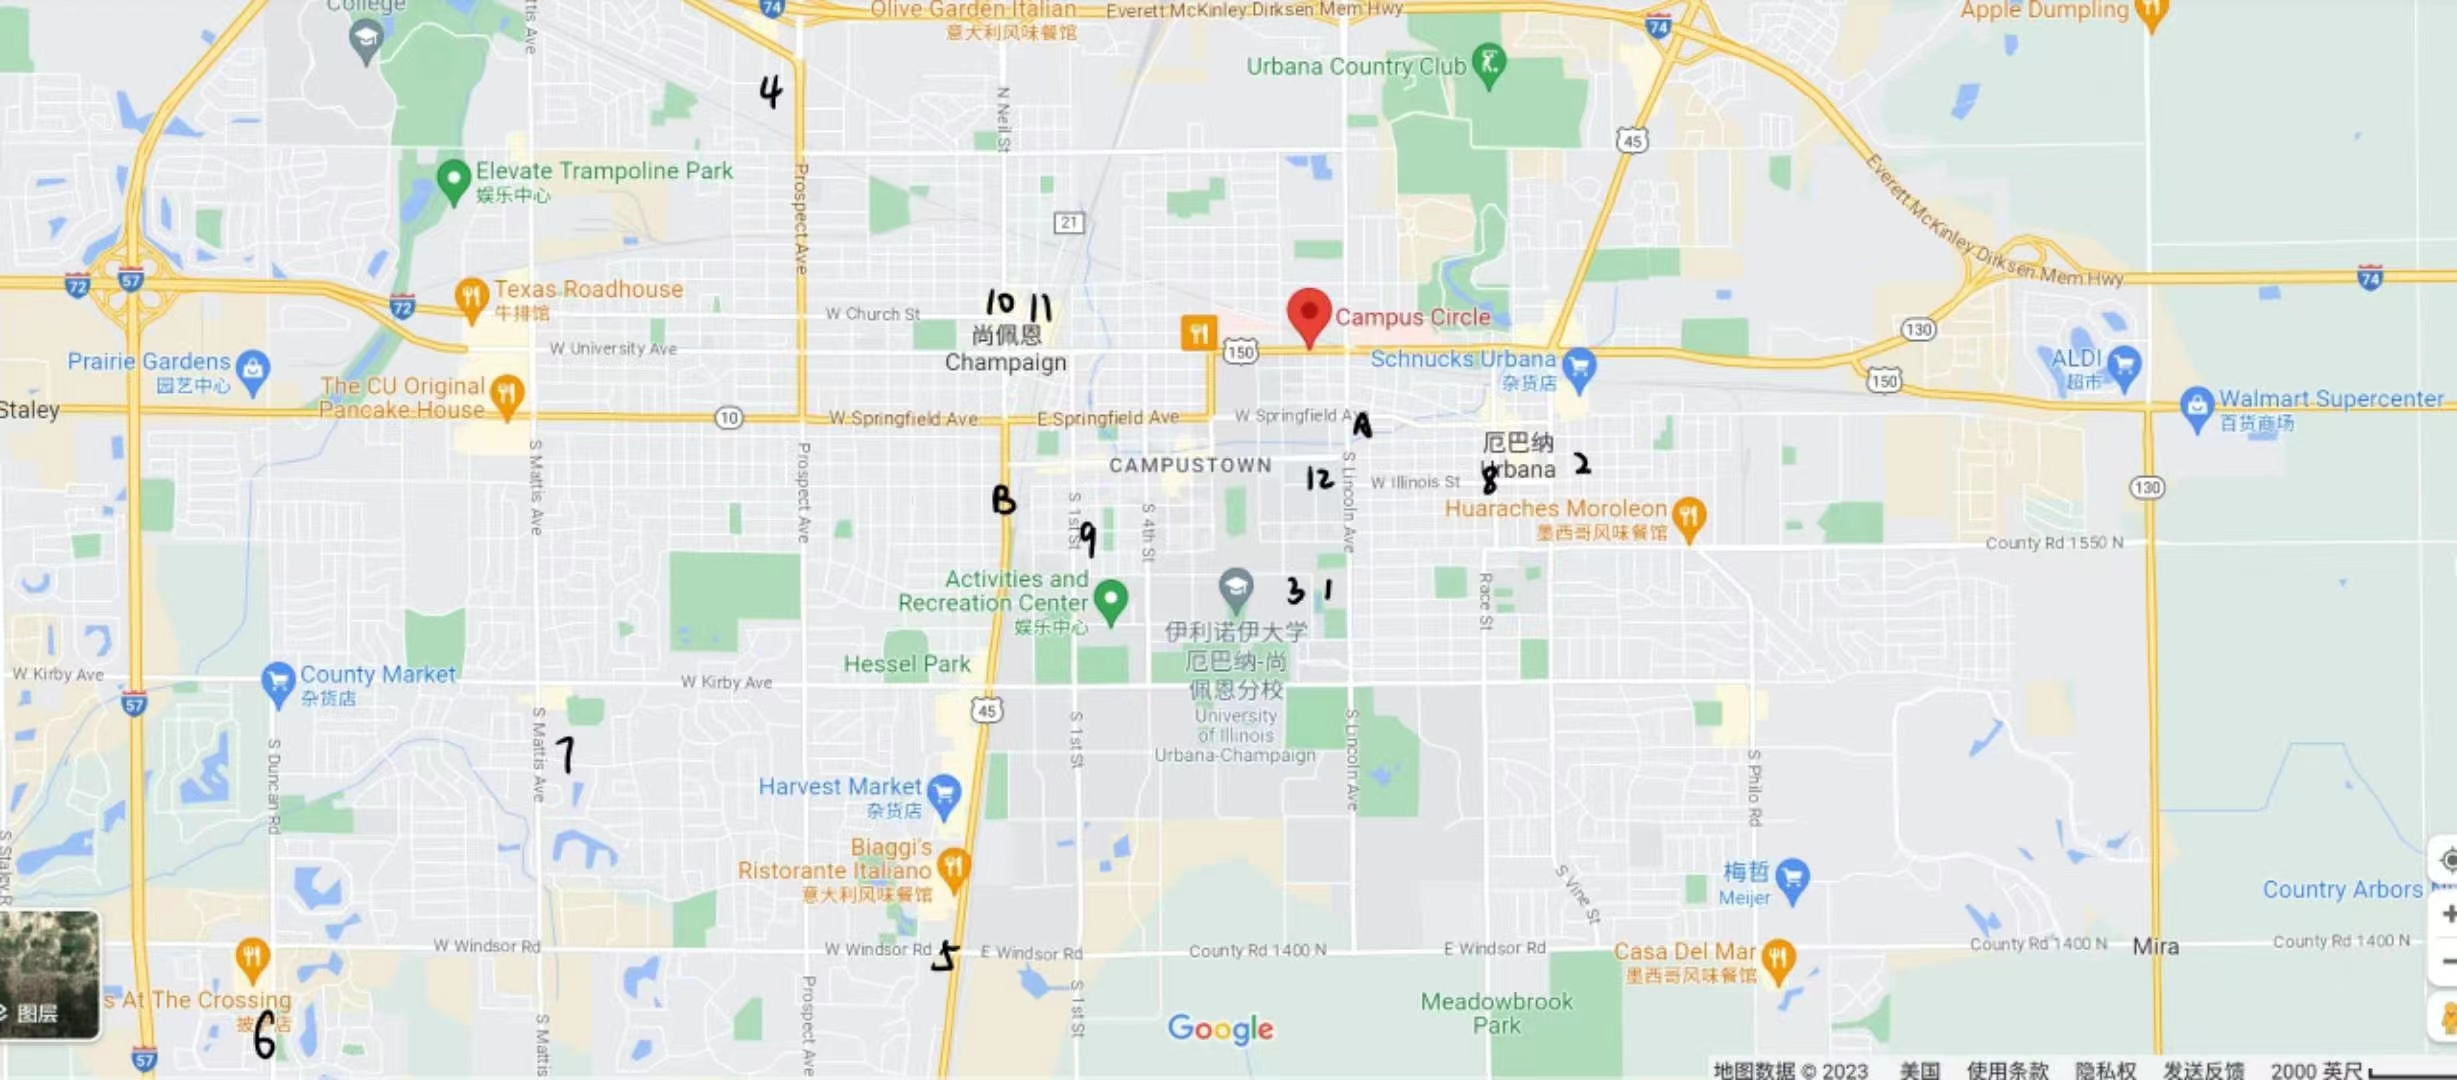 College
ttis Ave
74
Olive Garden Italian
意大利风味餐馆
Everett McKinley Dirksen Mem Hwy
74
Apple Dumpling
Urbana Country Club
4
N Neil St
45
Elevate Trampoline Park
娱乐中心
Prospect Ave
21
Everett McKinley Dirksen Mem Hwy
72
57
72
Texas Roadhouse
牛排馆
W Church St
10 11
尚佩恩
Champaign
Campus Circle
74
130
Prairie Gardens
园艺中心
W University Ave
150
Schnucks Urbana
杂货店
150
ALDI
超市
The CU Original
Pancake House
Staley
10
W Springfield Ave
E Springfield Ave
W Springfield Av
A
Walmart Supercenter
百货商场
CAMPUSTOWN
厄巴纳
Urbana
2
S Mattis Ave
Prospect Ave
B
S 1st St
9
S 4th St
12
S Lincoln Ave
W Illinois St
8
130
Huaraches Moroleon
墨西哥风味餐馆
County Rd 1550 N
Activities and
Recreation Center
娱乐中心
3 1
Race St
伊利诺伊大学
厄巴纳-尚
佩恩分校
University
of Illinois
Urbana-Champaign
W Kirby Ave
County Market
杂货店
W Kirby Ave
Hessel Park
57
45
S Duncan Rd
S Mattis Ave
7
S 1st St
S Lincoln Ave
S Philo Rd
Harvest Market
杂货店
Biaggi's
Ristorante Italiano
意大利风味餐馆
S Staley R
S Vine St
梅哲
Meijer
Country Arbors N
W Windsor Rd
W Windsor Rd
5
E Windsor Rd
County Rd 1400 N
E Windsor Rd
Casa Del Mar
墨西哥风味餐馆
County Rd 1400 N
Mira
County Rd 1400 N
s At The Crossing
披 店
6
图层
57
S Mattis
Prospect Ave
S 1st St
Google
Meadowbrook
Park
地图数据 © 2023 美国 使用条款 隐私权 发送反馈 2000 英尺